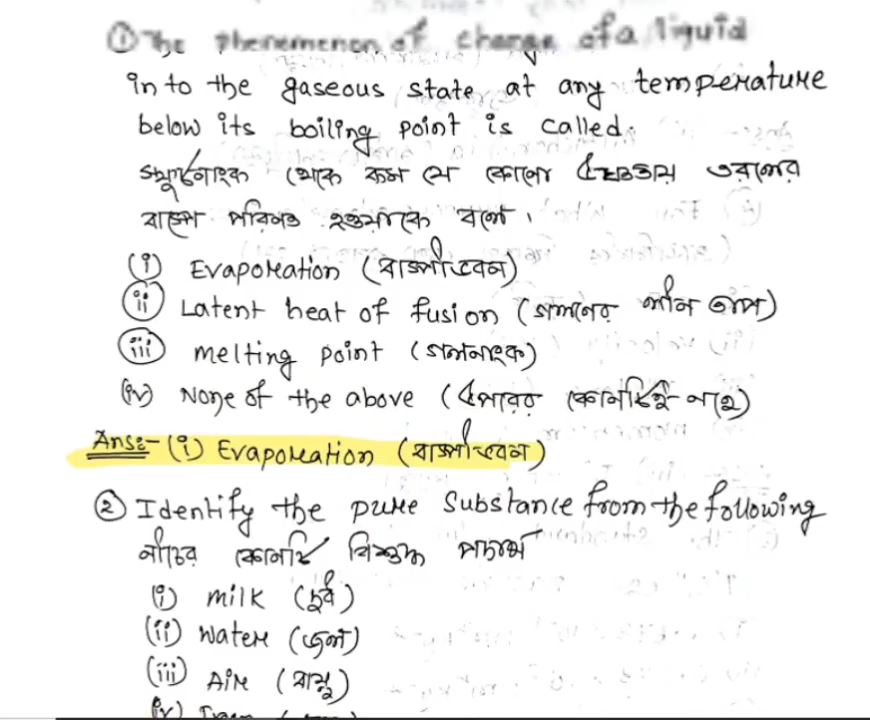 ① The phenemenon of change of a liquid
in to the gaseous state at any temperature
below its boiling point is called.
স্ফুটনাংক থেকে কম যে কোনো উষ্ণতায় তরলের
বাষ্পে পরিণত হওয়াকে বলে।
(i) Evaporation (বাষ্পীভবন)
(ii) Latent heat of fusion (গলনের লীন তাপ)
(iii) melting point (গলনাংক)
(iv) None of the above (উপরের কোনটিই নহে)
Ans:- (i) Evaporation (বাষ্পীভবন)
② Identify the pure Substance from the following
নীচের কোনটি বিশুদ্ধ পদার্থ
(i) milk (দুধ)
(ii) Water (জল)
(iii) Air (বায়ু)
(iv)